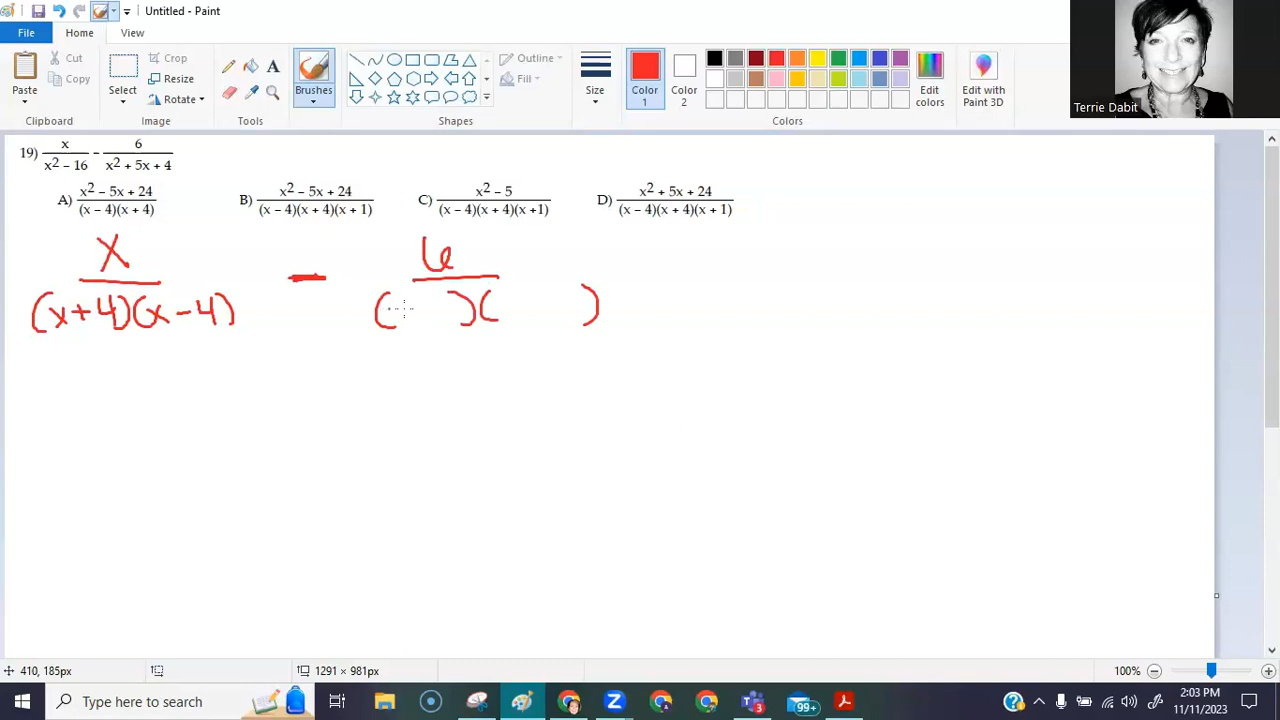 Untitled - Paint
File Home View
Paste Cut Copy Select Crop Resize Rotate Brushes Outline Fill Size Color 1 Color 2 Edit colors Edit with Paint 3D
Clipboard Image Tools Shapes Colors
Terrie Dabit
19) x/(x² − 16) − 6/(x² + 5x + 4)
A) (x² − 5x + 24)/((x − 4)(x + 4)) B) (x² − 5x + 24)/((x − 4)(x + 4)(x + 1)) C) (x² − 5)/((x − 4)(x + 4)(x +1)) D) (x² + 5x + 24)/((x − 4)(x + 4)(x + 1))
x − 6
(x+4)(x−4) ( )( )
410, 185px 1291 × 981px 100%
Type here to search 3 99+ 2:03 PM
11/11/2023